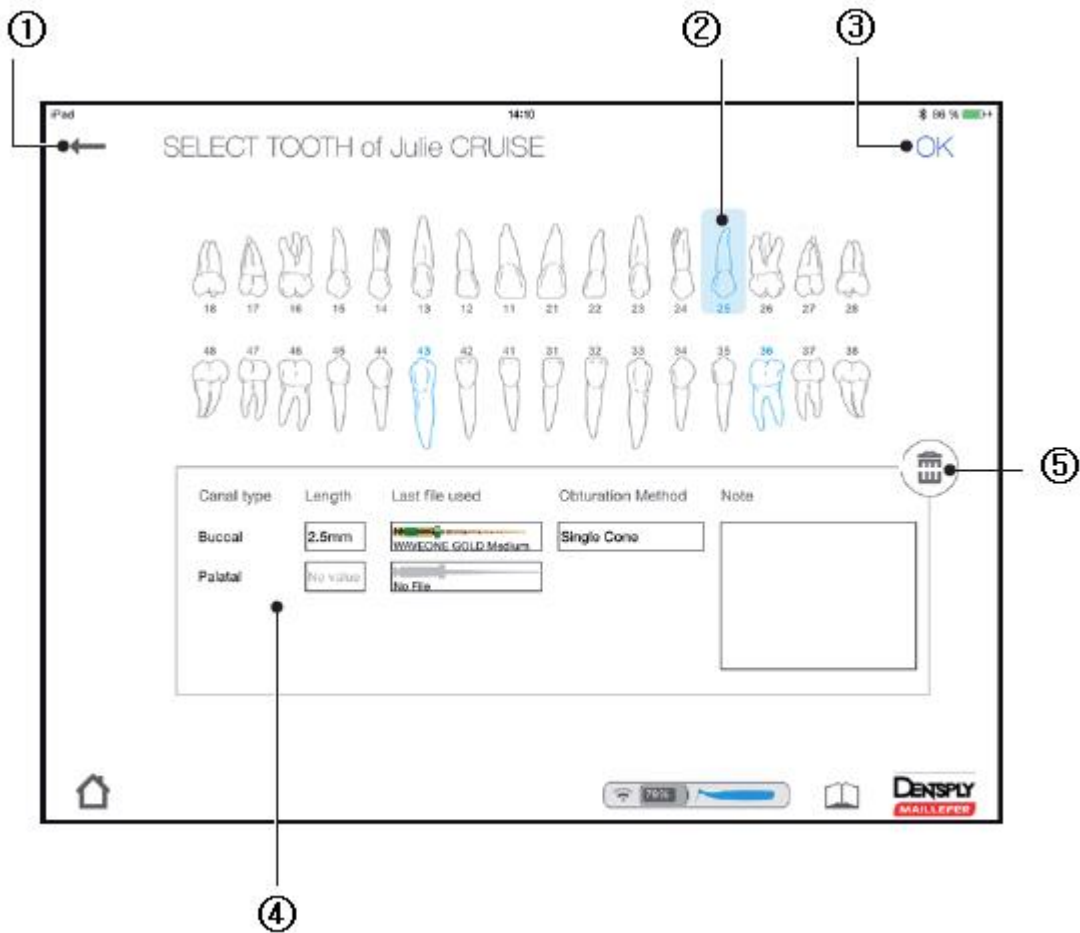 ① ② ③
iPad 14:10 96 %
SELECT TOOTH of Julie CRUISE OK
18 17 16 15 14 13 12 11 21 22 23 24 25 26 27 28
48 47 46 45 44 43 42 41 31 32 33 34 35 36 37 38
⑤
Canal type Length Last file used Obturation Method Note
Buccal 2.5mm WAVEONE GOLD Medium Single Cone
Palatal No value No File
79%
DENTSPLY
MAILLEFER
④